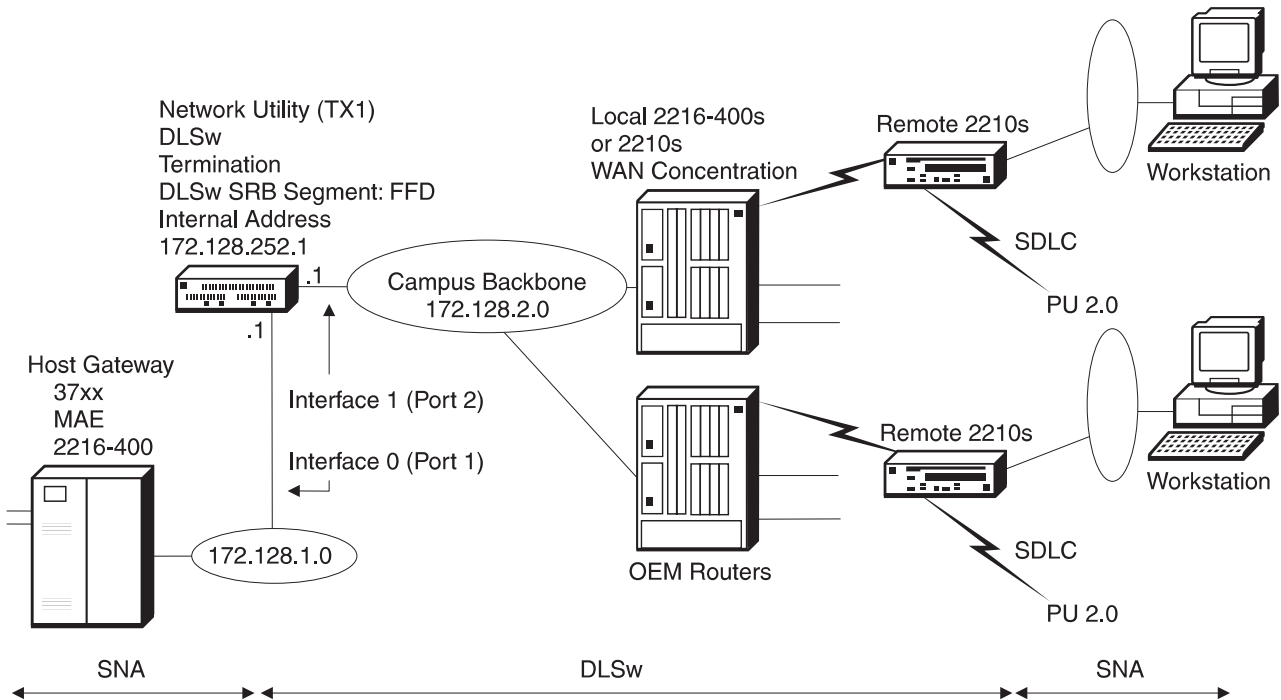 Network Utility (TX1)
DLSw
Termination
DLSw SRB Segment: FFD
Internal Address
172.128.252.1
.1
.1
Campus Backbone
172.128.2.0
Local 2216-400s
or 2210s
WAN Concentration
Remote 2210s
Workstation
SDLC
PU 2.0
Host Gateway
37xx
MAE
2216-400
Interface 1 (Port 2)
Interface 0 (Port 1)
172.128.1.0
OEM Routers
Remote 2210s
Workstation
SDLC
PU 2.0
SNA
DLSw
SNA